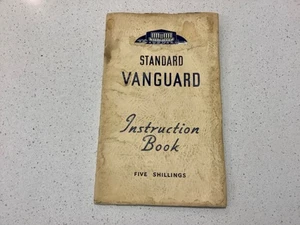 STANDARD
VANGUARD
Instruction
Book
FIVE SHILLINGS